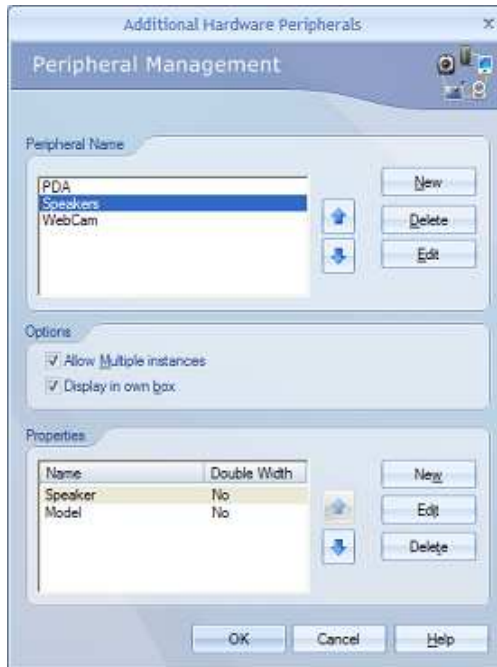 Additional Hardware Peripherals
Peripheral Management
Peripheral Name
PDA
Speakers
WebCam
New
Delete
Edit
Options
Allow Multiple instances
Display in own box
Properties
Name Double Width
Speaker No
Model No
New
Edit
Delete
OK Cancel Help